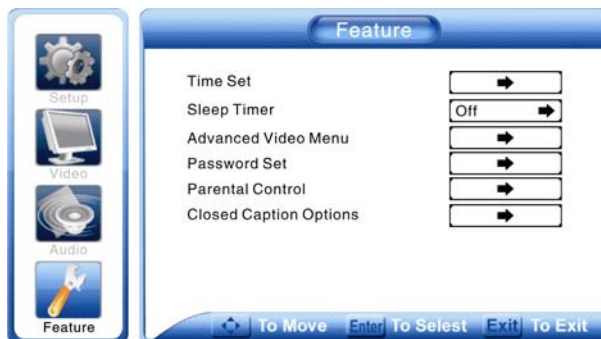 Setup
Video
Audio
Feature
Feature
Time Set
Sleep Timer Off
Advanced Video Menu
Password Set
Parental Control
Closed Caption Options
To Move Enter To Selest Exit To Exit